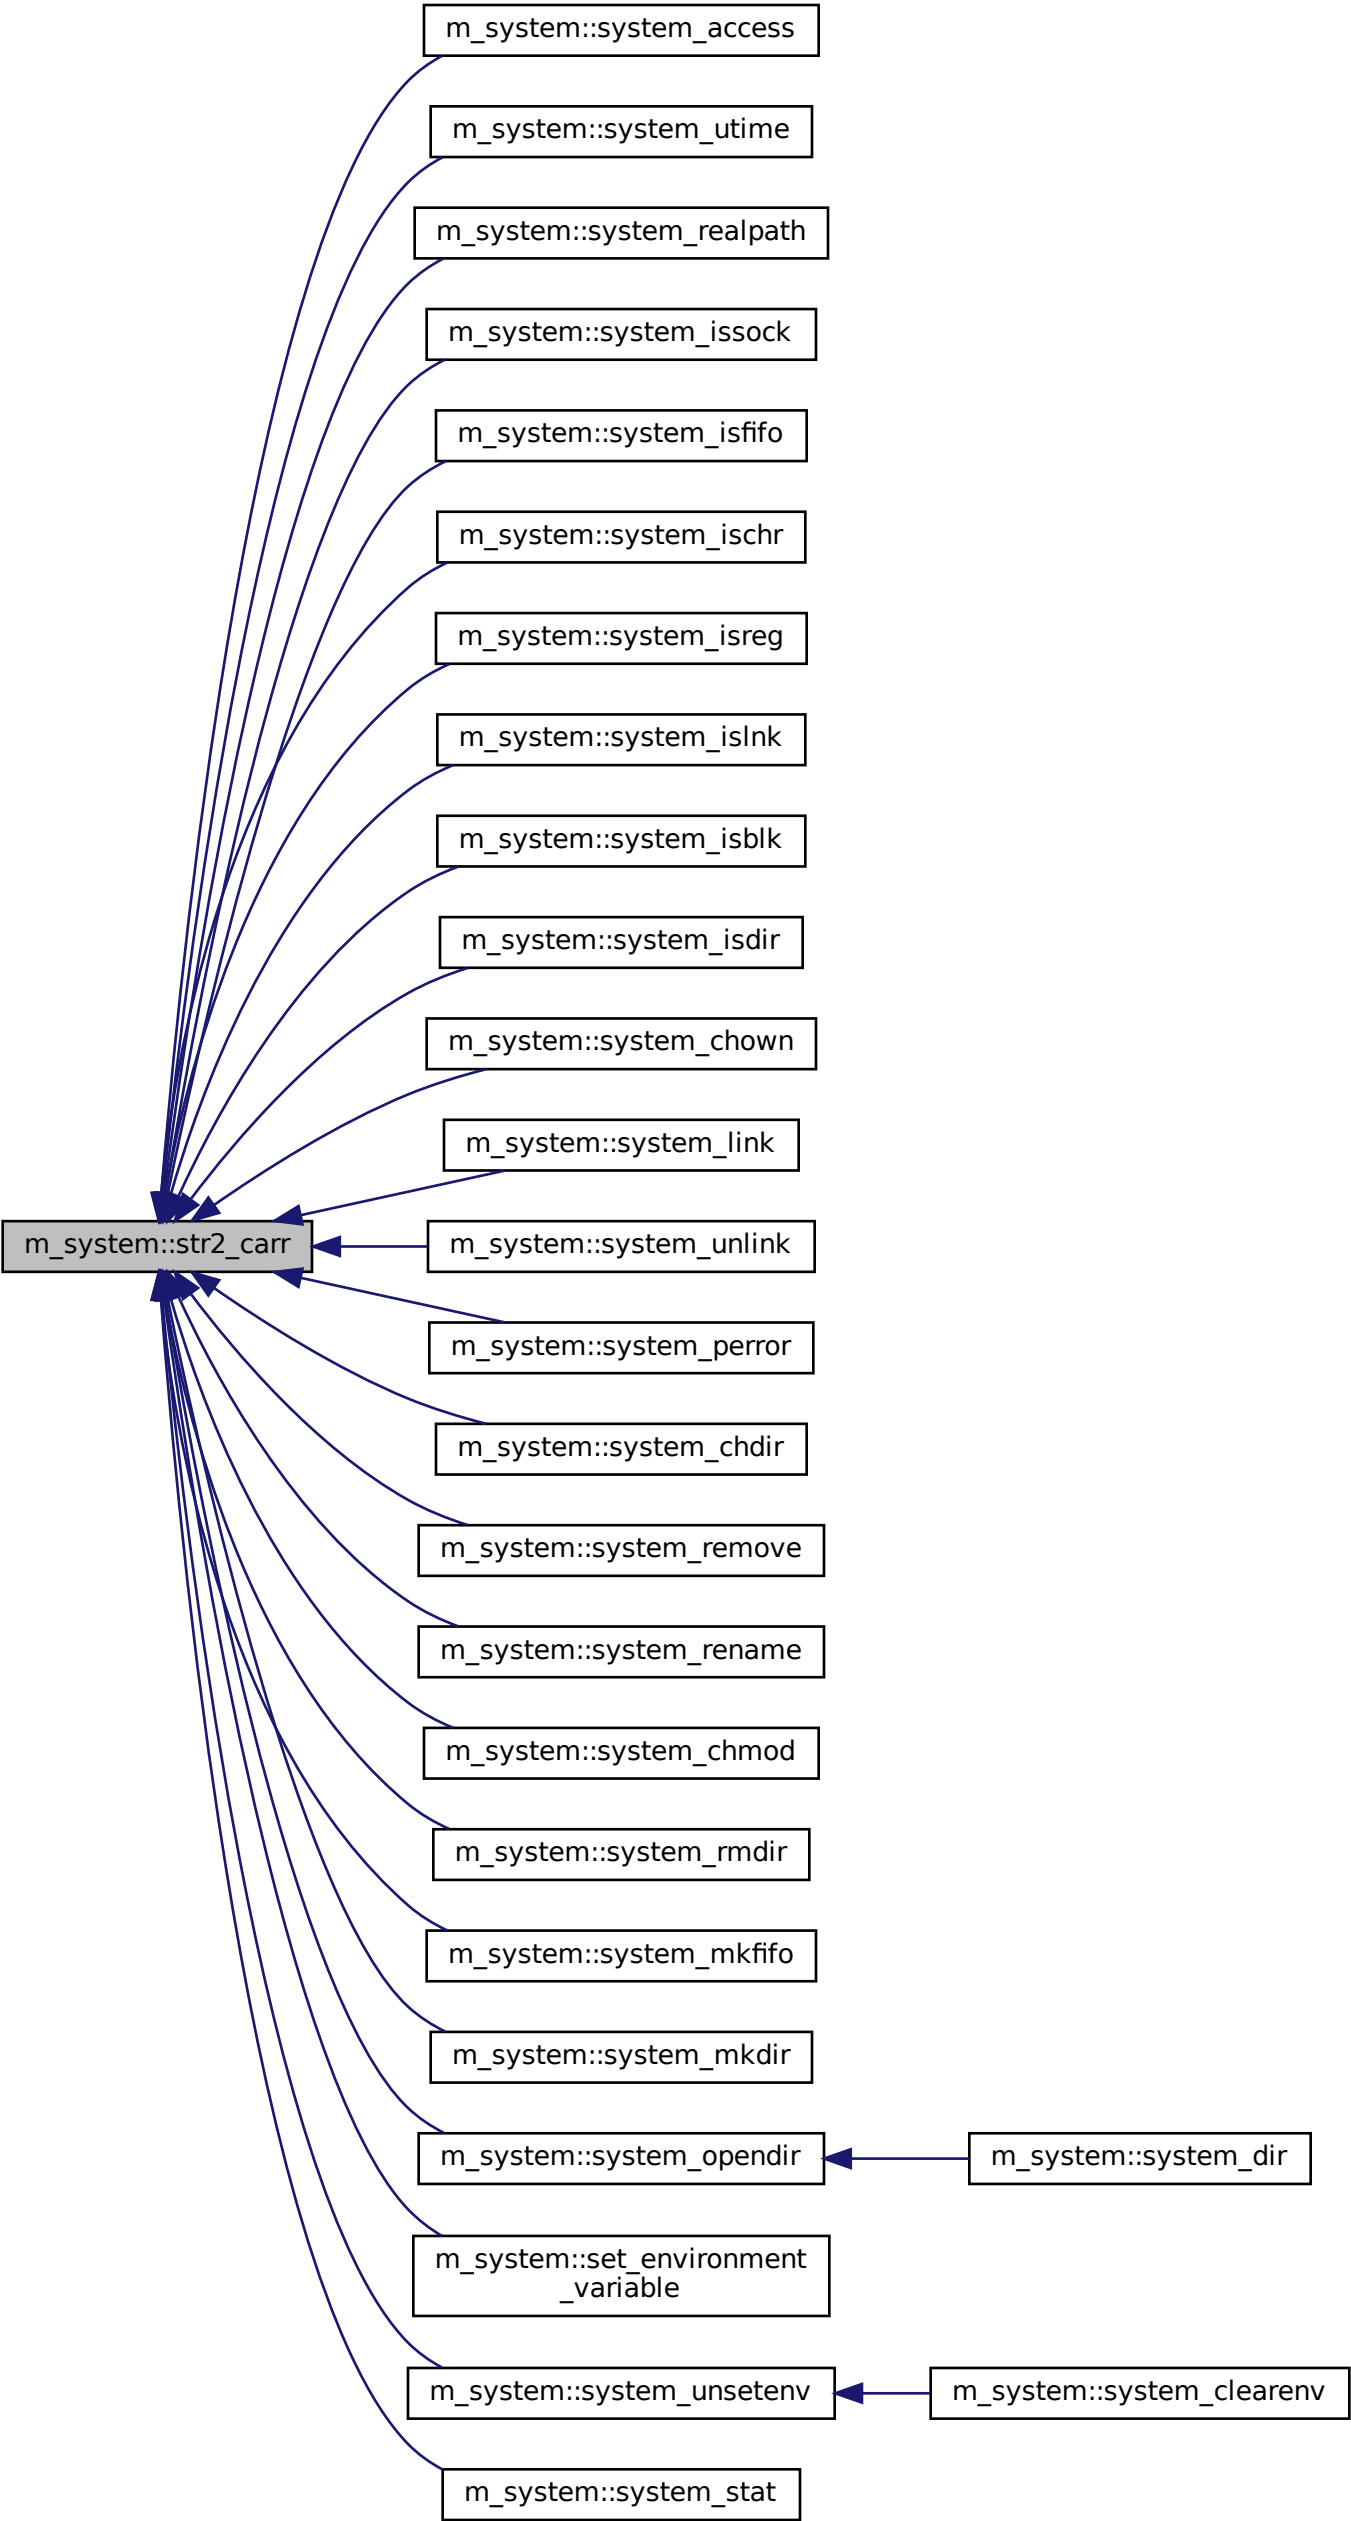 m_system::system_access
m_system::system_utime
m_system::system_realpath
m_system::system_issock
m_system::system_isfifo
m_system::system_ischr
m_system::system_isreg
m_system::system_islnk
m_system::system_isblk
m_system::system_isdir
m_system::system_chown
m_system::system_link
m_system::str2_carr
m_system::system_unlink
m_system::system_perror
m_system::system_chdir
m_system::system_remove
m_system::system_rename
m_system::system_chmod
m_system::system_rmdir
m_system::system_mkfifo
m_system::system_mkdir
m_system::system_opendir
m_system::system_dir
m_system::set_environment
_variable
m_system::system_unsetenv
m_system::system_clearenv
m_system::system_stat